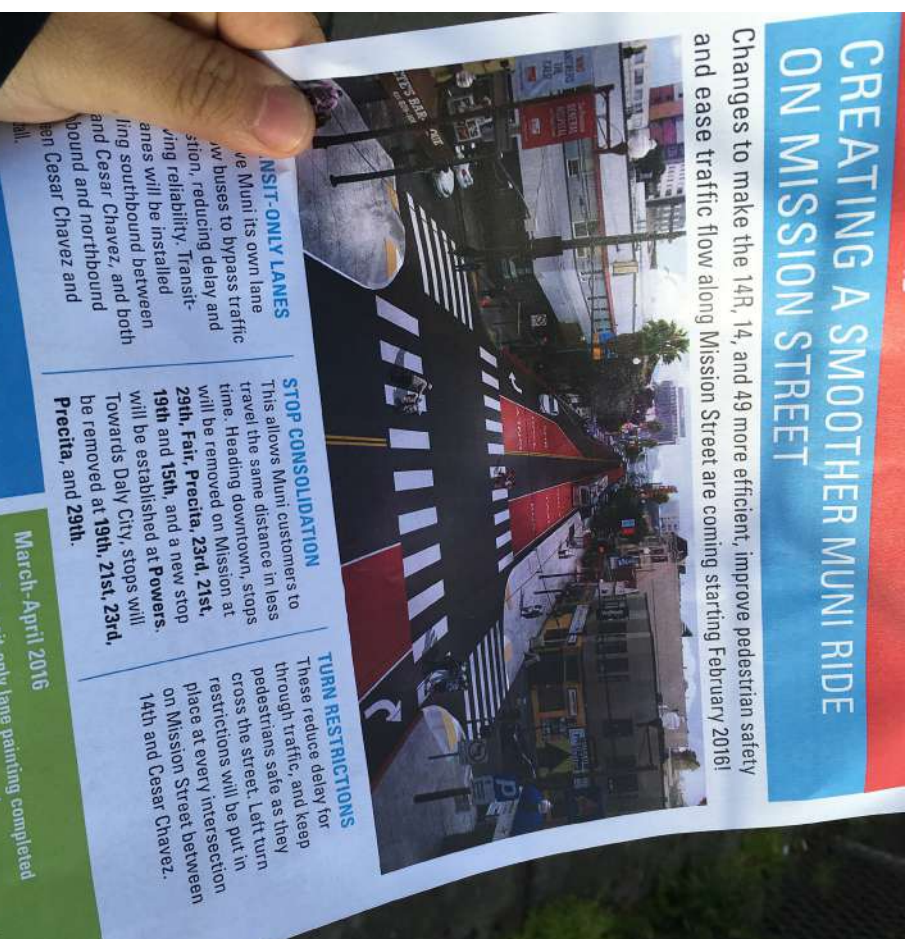 CREATING A SMOOTHER MUNI RIDE
ON MISSION STREET
Changes to make the 14R, 14, and 49 more efficient, improve pedestrian safety
and ease traffic flow along Mission Street are coming starting February 2016!
NSIT-ONLY LANES
ve Muni its own lane
w buses to bypass traffic
stion, reducing delay and
ving reliability. Transit-
anes will be installed
ling southbound between
and Cesar Chavez, and both
bound and northbound
en Cesar Chavez and
STOP CONSOLIDATION
This allows Muni customers to
travel the same distance in less
time. Heading downtown, stops
will be removed on Mission at
29th, Fair, Precita, 23rd, 21st,
19th and 15th, and a new stop
will be established at Powers.
Towards Daly City, stops will
be removed at 19th, 21st, 23rd,
Precita, and 29th.
TURN RESTRICTIONS
These reduce delay for
through traffic, and keep
pedestrians safe as they
cross the street. Left turn
restrictions will be put in
place at every intersection
on Mission Street between
14th and Cesar Chavez.
March-April 2016
only lane painting completed